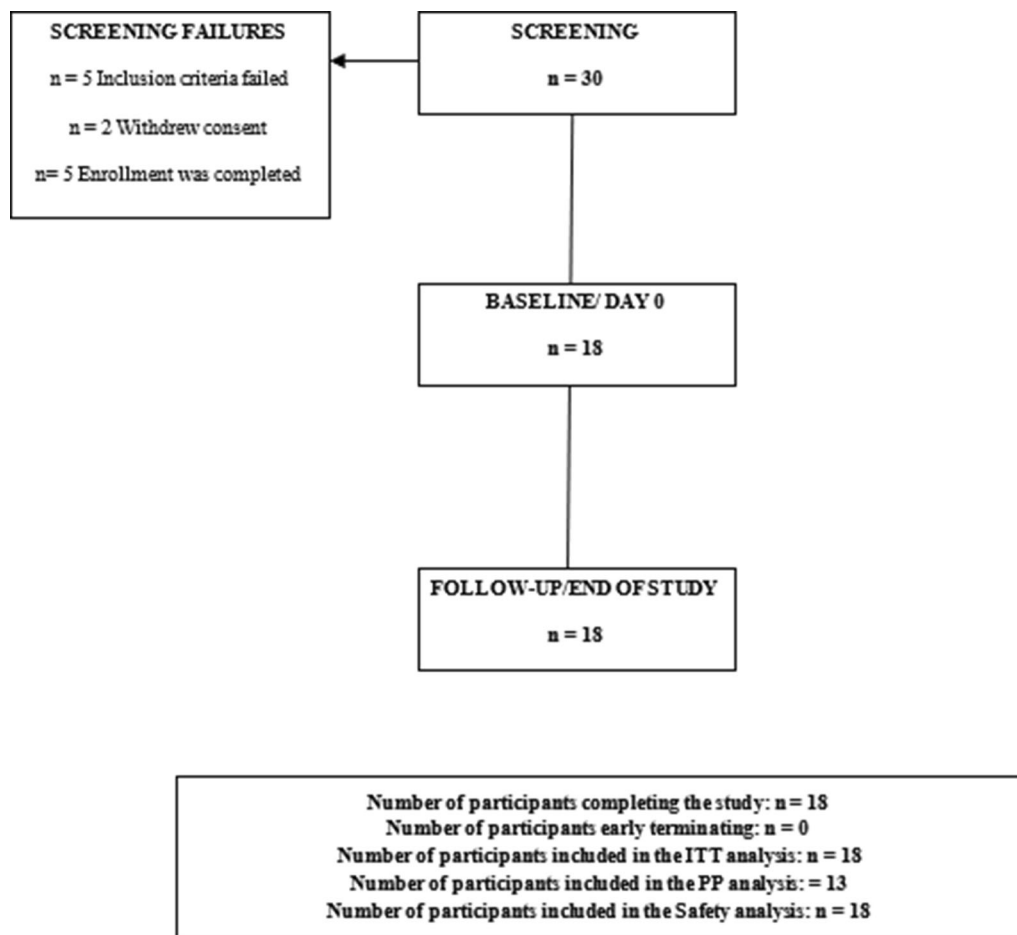 SCREENING FAILURES
n = 5 Inclusion criteria failed
n = 2 Withdrew consent
n= 5 Enrollment was completed
SCREENING
n = 30
BASELINE/ DAY 0
n = 18
FOLLOW-UP/END OF STUDY
n = 18
Number of participants completing the study: n = 18
Number of participants early terminating: n = 0
Number of participants included in the ITT analysis: n = 18
Number of participants included in the PP analysis: = 13
Number of participants included in the Safety analysis: n = 18